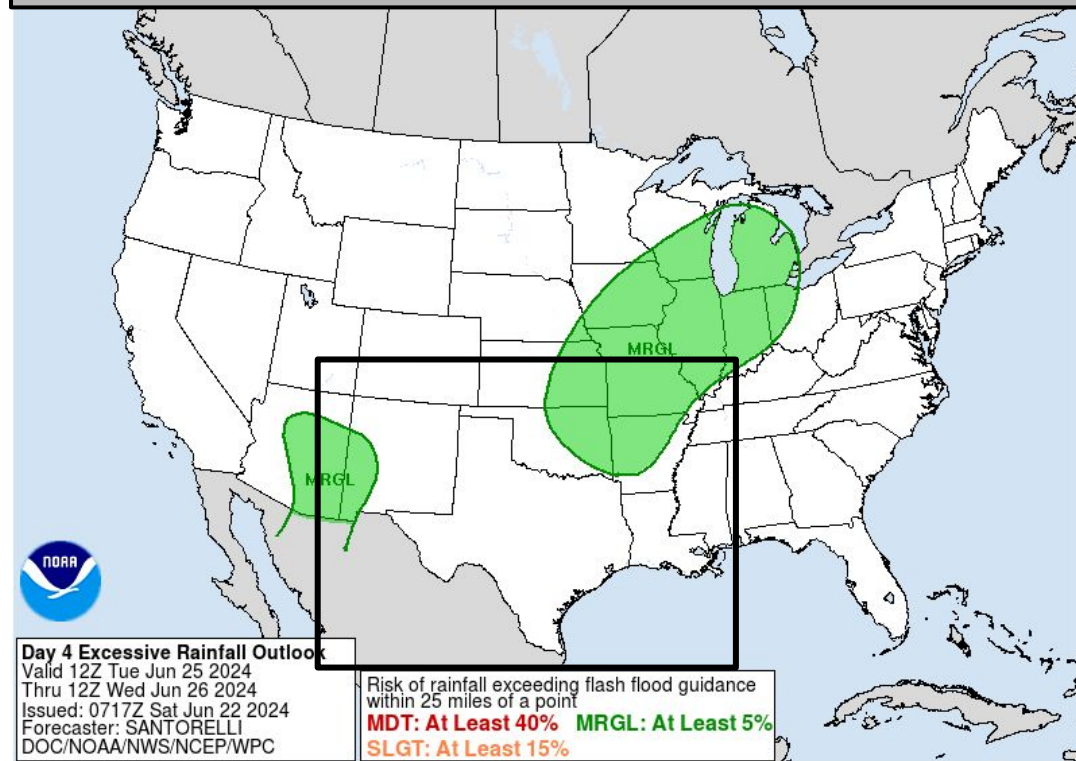 MRGL
MRGL
NOAA
Day 4 Excessive Rainfall Outlook
Valid 12Z Tue Jun 25 2024
Thru 12Z Wed Jun 26 2024
Issued: 0717Z Sat Jun 22 2024
Forecaster: SANTORELLI
DOC/NOAA/NWS/NCEP/WPC
Risk of rainfall exceeding flash flood guidance
within 25 miles of a point
MDT: At Least 40% MRGL: At Least 5%
SLGT: At Least 15%